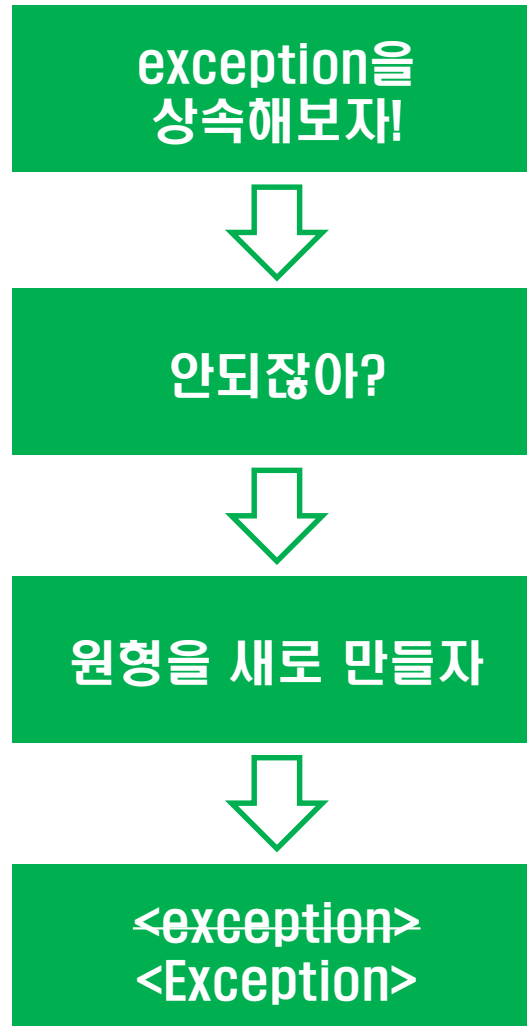 exception을
상속해보자!
안되잖아?
원형을 새로 만들자
<exception>
<Exception>